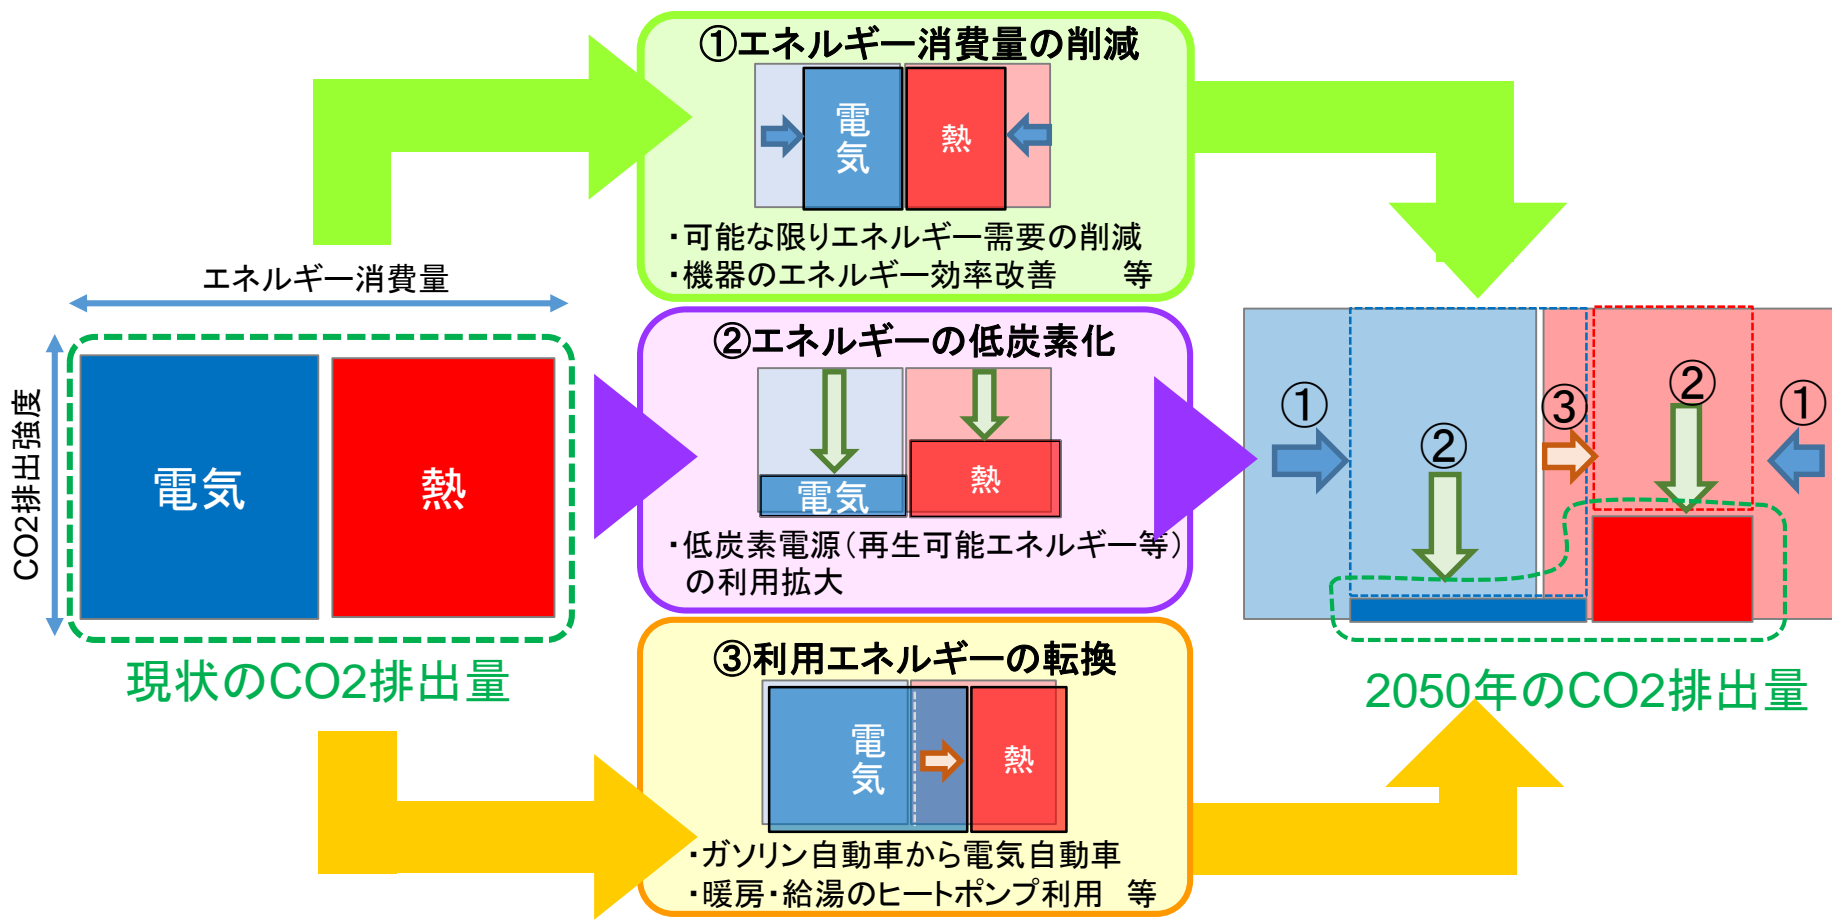 ①エネルギー消費量の削減
電気
熱
・可能な限りエネルギー需要の削減
・機器のエネルギー効率改善　等
エネルギー消費量
CO2排出強度
電気
熱
現状のCO2排出量
②エネルギーの低炭素化
電気
熱
・低炭素電源（再生可能エネルギー等）
の利用拡大
③利用エネルギーの転換
電気
熱
・ガソリン自動車から電気自動車
・暖房・給湯のヒートポンプ利用　等
①
②
③
②
①
2050年のCO2排出量